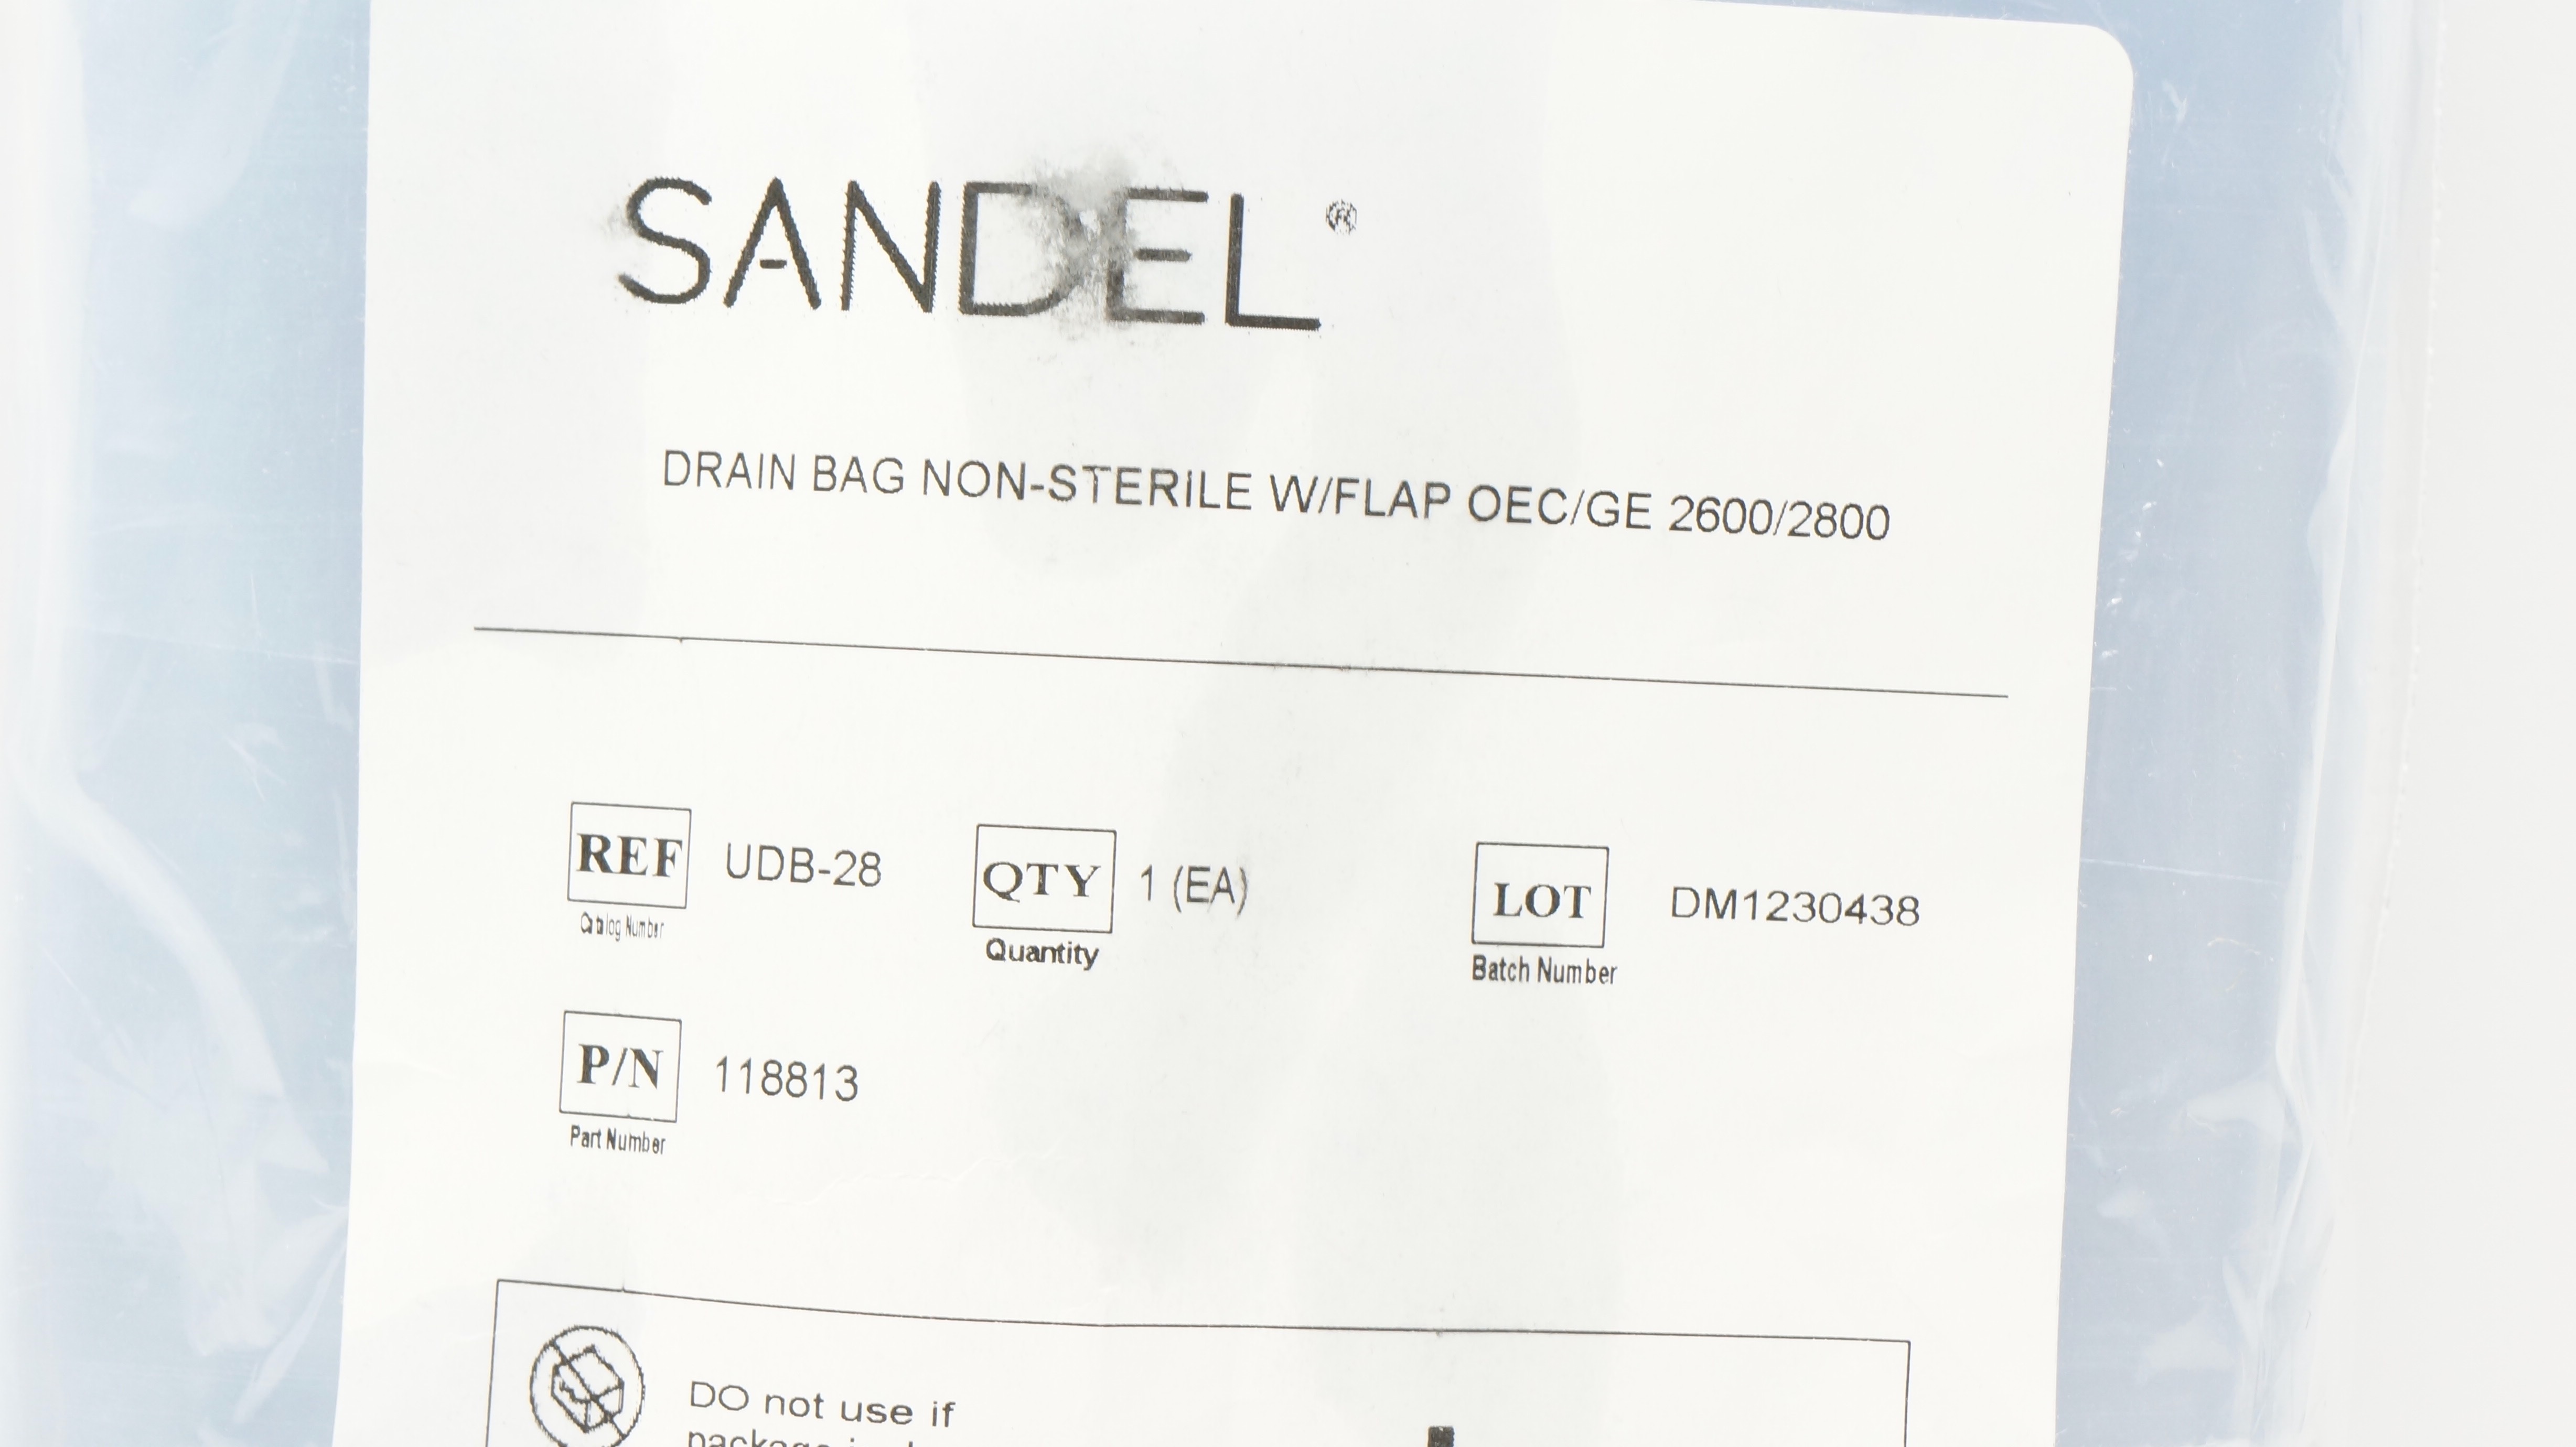 SANDEL®
DRAIN BAG NON-STERILE W/FLAP OEC/GE 2600/2800
REF UDB-28 QTY 1 (EA) LOT DM1230438
Catalog Number Quantity Batch Number
P/N 118813
Part Number
DO not use if
package